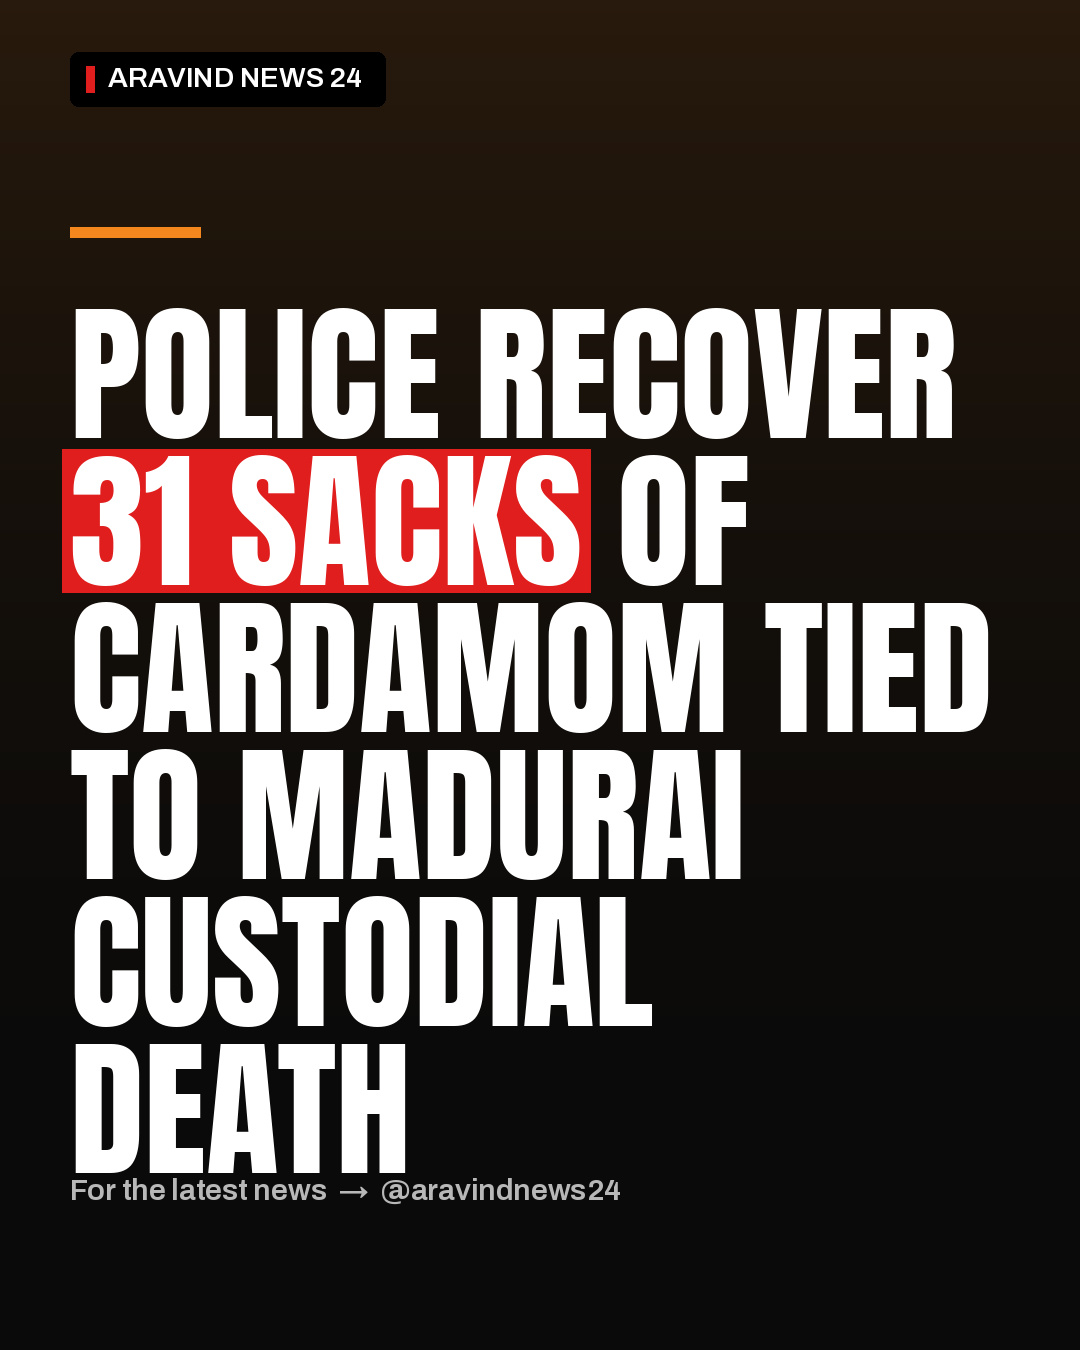 ARAVIND NEWS 24
POLICE RECOVER
31 SACKS OF
CARDAMOM TIED
TO MADURAI
CUSTODIAL
DEATH
For the latest news → @aravindnews24